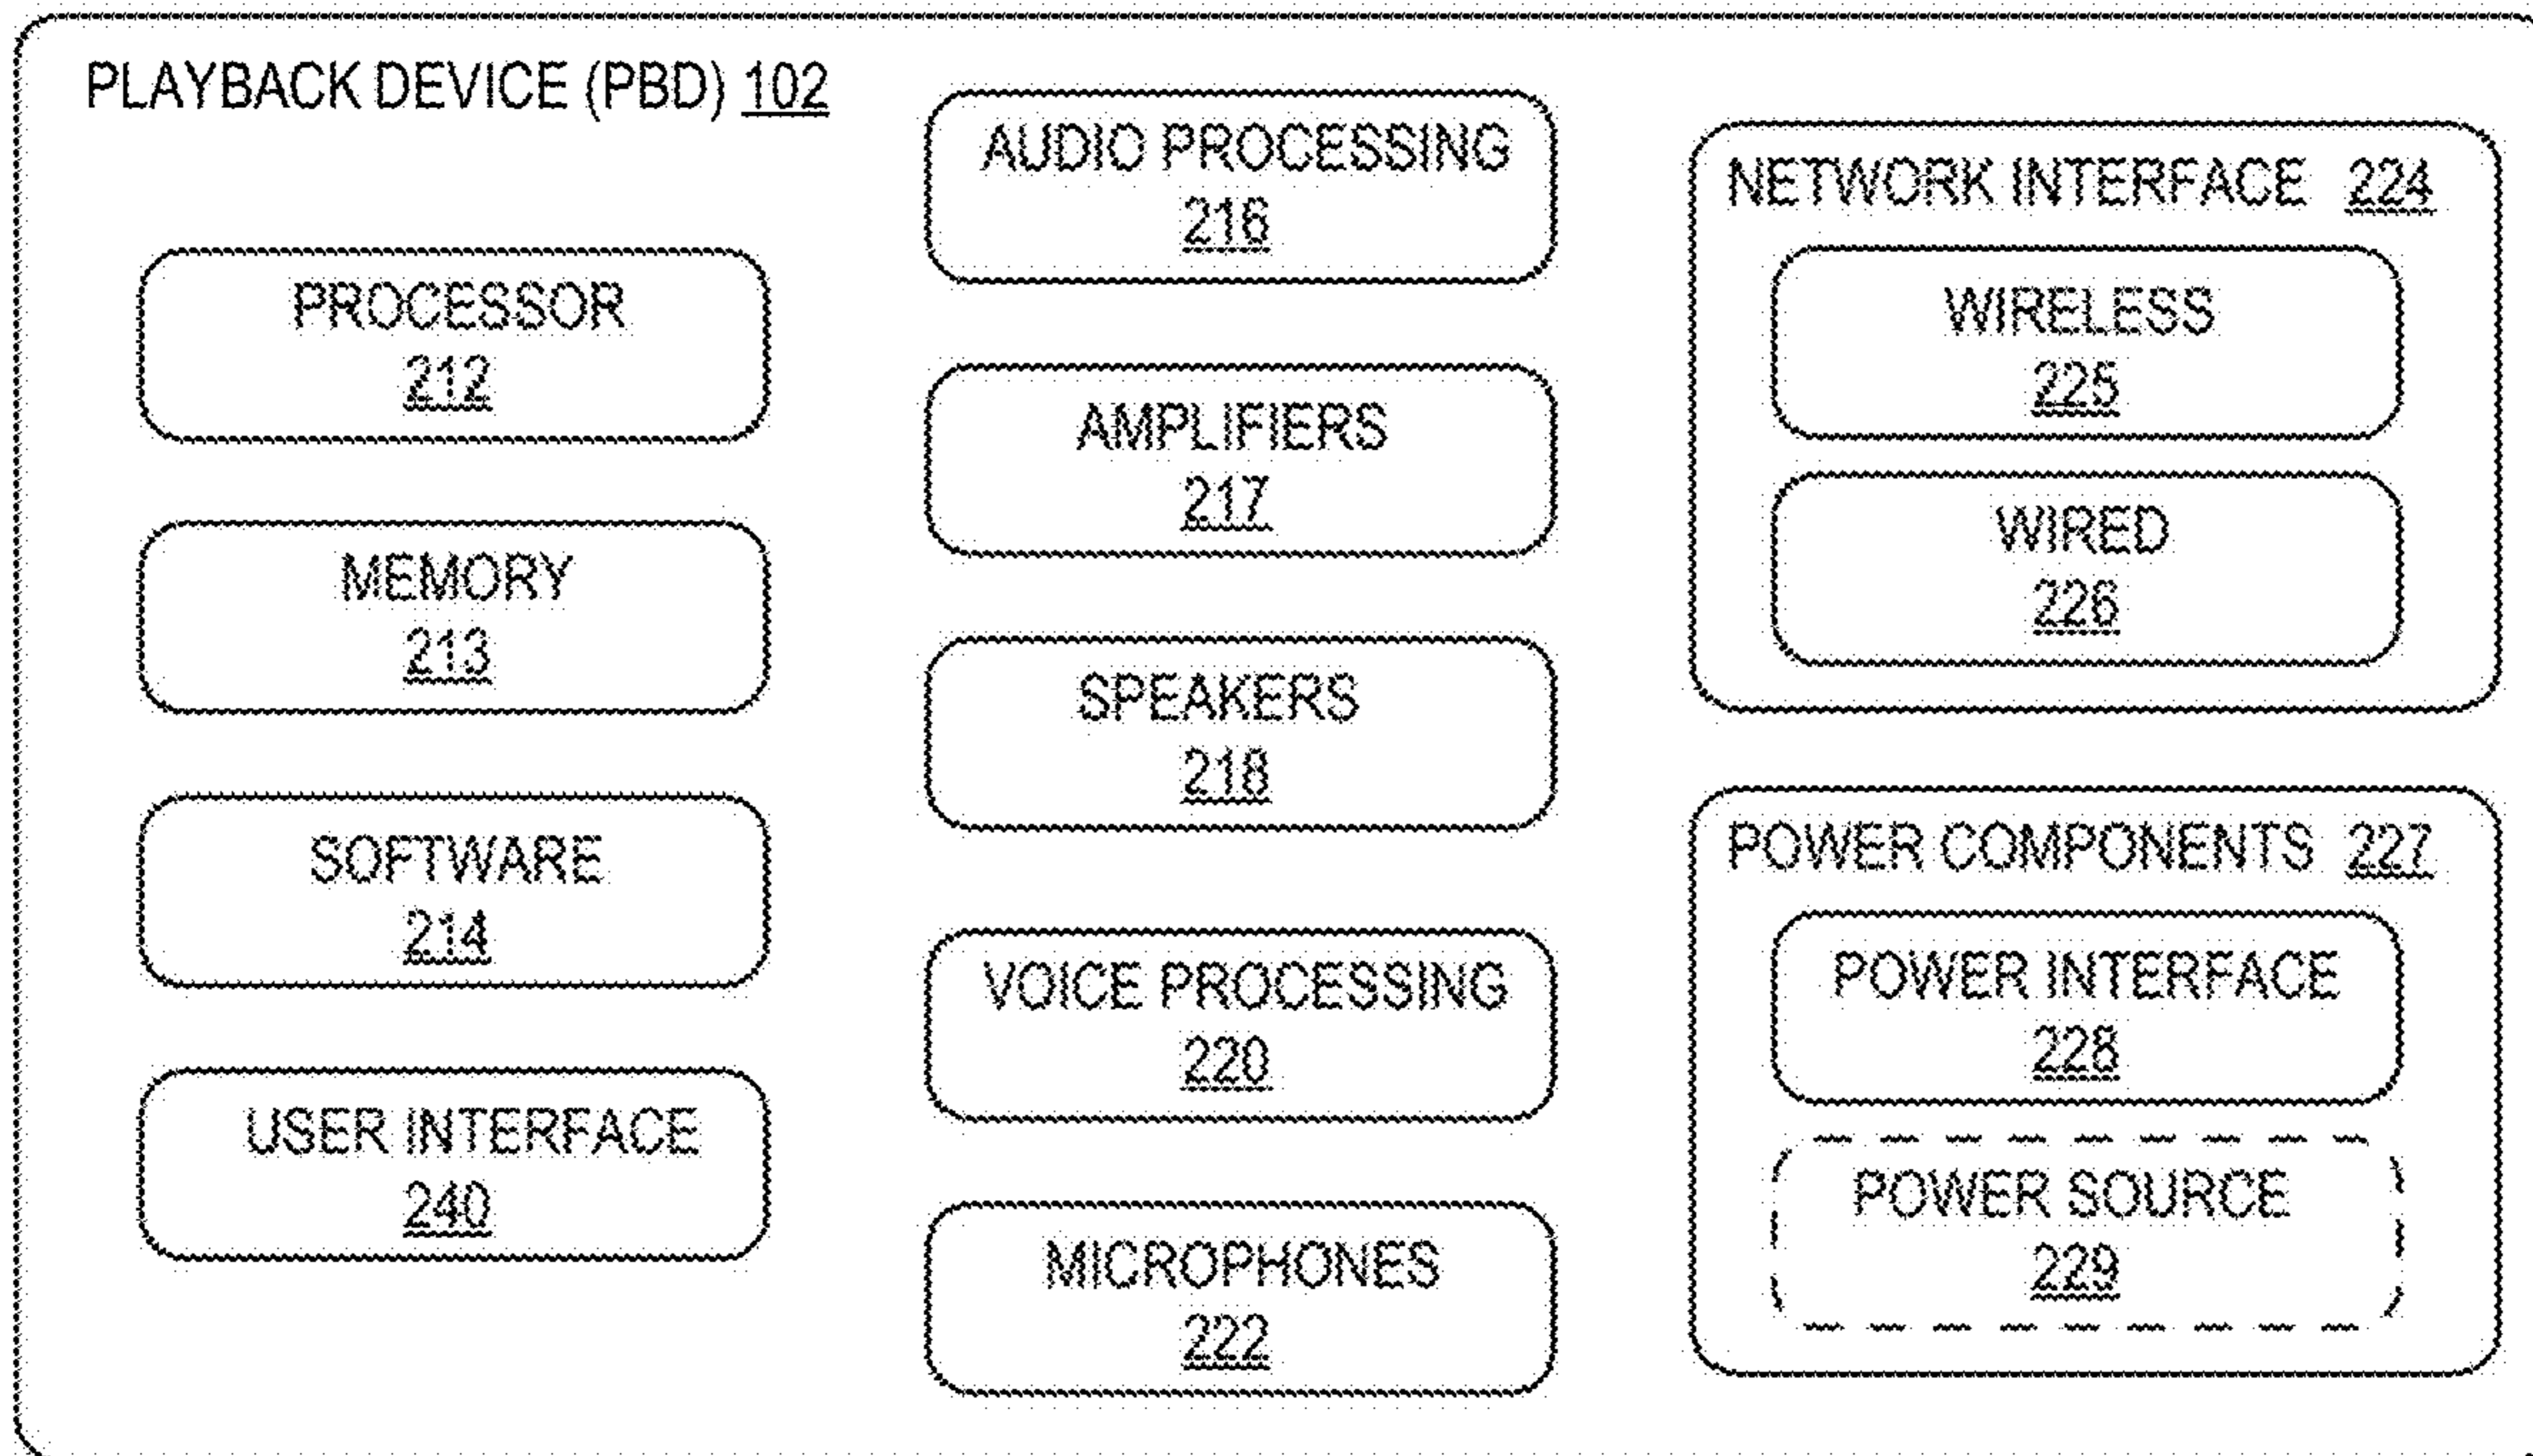 PLAYBACK DEVICE (PBD) 102
PROCESSOR
212
MEMORY
213
SOFTWARE
214
USER INTERFACE
240
AUDIO PROCESSING
216
AMPLIFIERS
217
SPEAKERS
218
VOICE PROCESSING
220
MICROPHONES
222
NETWORK INTERFACE 224
WIRELESS
225
WIRED
226
POWER COMPONENTS 227
POWER INTERFACE
228
POWER SOURCE
229